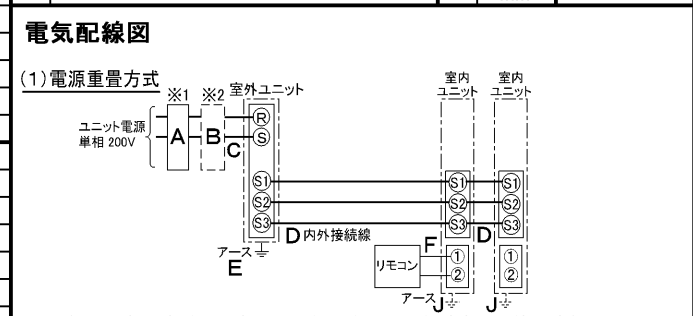 電気配線図
(1)電源重畳方式
※1 ※2 室外ユニット
室内
ユニット
室内
ユニット
ユニット電源
単相 200V
A
B
C
R
S
S1
S2
S3
S1
S2
S3
S1
S2
S3
D 内外接続線
D
アース
E
リモコン
F
1
2
1
2
アース J
J